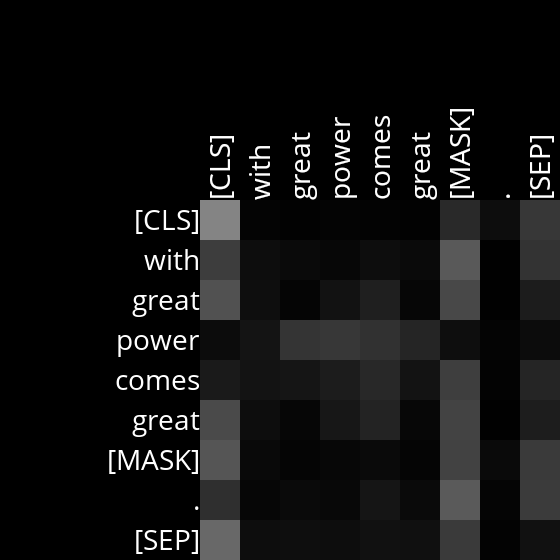 [CLS] with great power comes great [MASK] . [SEP]
[CLS]
with
great
power
comes
great
[MASK]
.
[SEP]